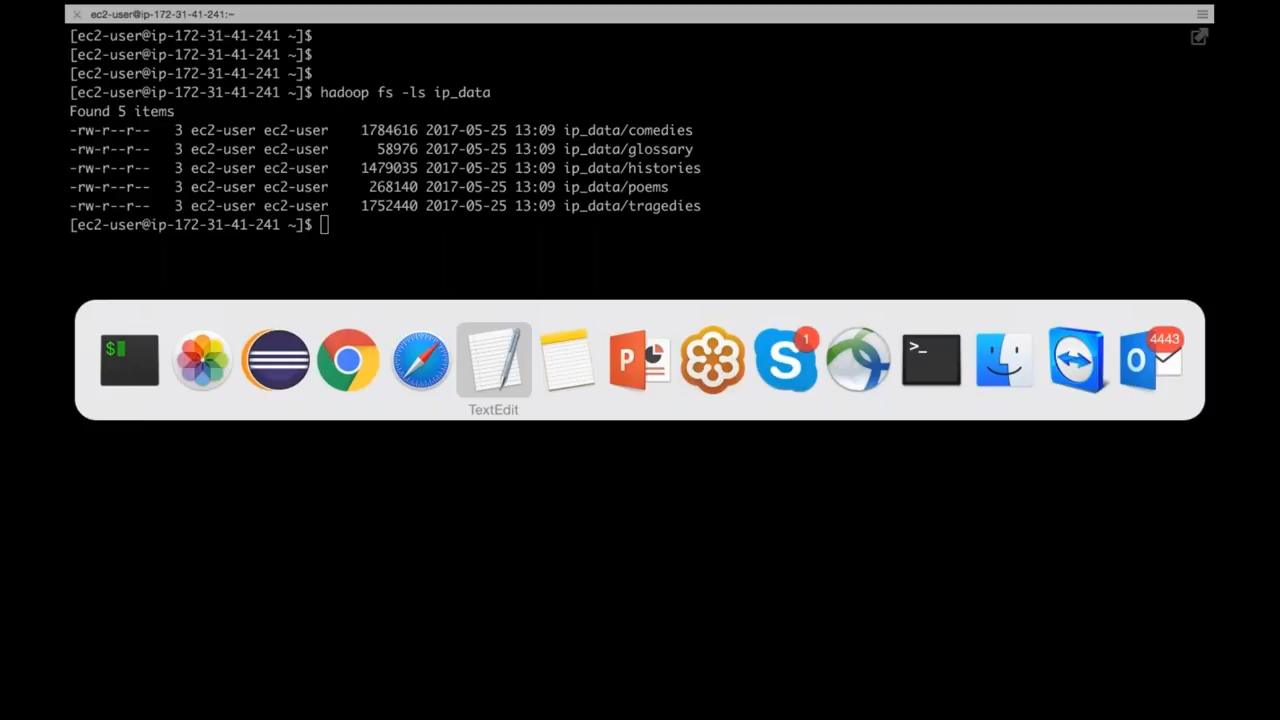 ec2-user@ip-172-31-41-241:~
[ec2-user@ip-172-31-41-241 ~]$
[ec2-user@ip-172-31-41-241 ~]$
[ec2-user@ip-172-31-41-241 ~]$
[ec2-user@ip-172-31-41-241 ~]$ hadoop fs -ls ip_data
Found 5 items
-rw-r--r--   3 ec2-user ec2-user    1784616 2017-05-25 13:09 ip_data/comedies
-rw-r--r--   3 ec2-user ec2-user      58976 2017-05-25 13:09 ip_data/glossary
-rw-r--r--   3 ec2-user ec2-user    1479035 2017-05-25 13:09 ip_data/histories
-rw-r--r--   3 ec2-user ec2-user     268140 2017-05-25 13:09 ip_data/poems
-rw-r--r--   3 ec2-user ec2-user    1752440 2017-05-25 13:09 ip_data/tragedies
[ec2-user@ip-172-31-41-241 ~]$
$ P S 1 >_ O 4443
TextEdit